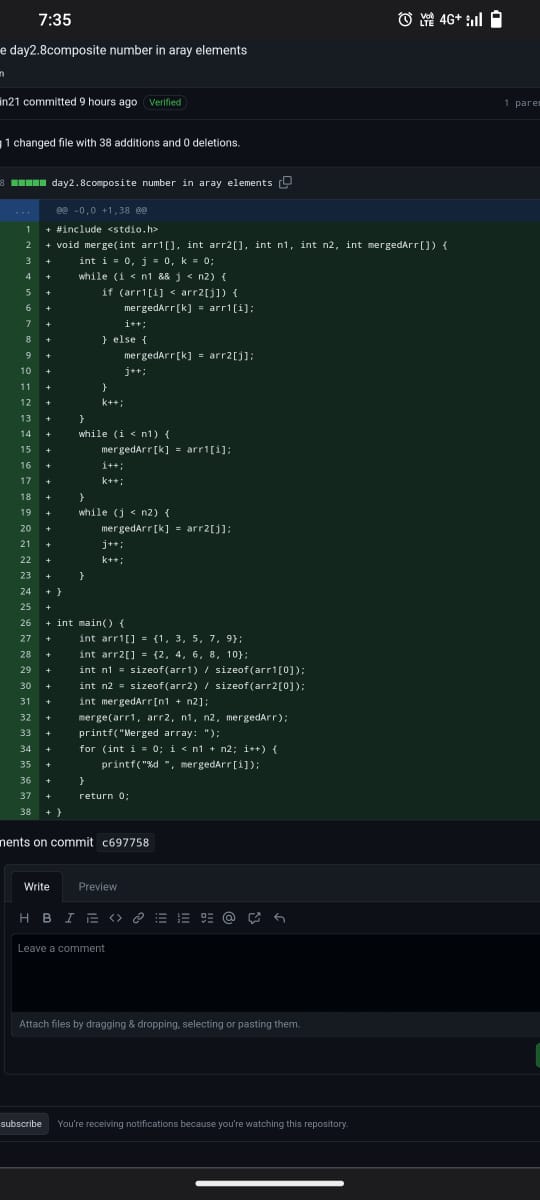 7:35
Vo)) LTE 4G+
e day2.8composite number in aray elements
n
in21 committed 9 hours ago Verified
1 pare
1 changed file with 38 additions and 0 deletions.
8 day2.8composite number in aray elements
... @@ -0,0 +1,38 @@
1 + #include <stdio.h>
2 + void merge(int arr1[], int arr2[], int n1, int n2, int mergedArr[]) {
3 +     int i = 0, j = 0, k = 0;
4 +     while (i < n1 && j < n2) {
5 +         if (arr1[i] < arr2[j]) {
6 +             mergedArr[k] = arr1[i];
7 +             i++;
8 +         } else {
9 +             mergedArr[k] = arr2[j];
10 +             j++;
11 +         }
12 +         k++;
13 +     }
14 +     while (i < n1) {
15 +         mergedArr[k] = arr1[i];
16 +         i++;
17 +         k++;
18 +     }
19 +     while (j < n2) {
20 +         mergedArr[k] = arr2[j];
21 +         j++;
22 +         k++;
23 +     }
24 + }
25 +
26 + int main() {
27 +     int arr1[] = {1, 3, 5, 7, 9};
28 +     int arr2[] = {2, 4, 6, 8, 10};
29 +     int n1 = sizeof(arr1) / sizeof(arr1[0]);
30 +     int n2 = sizeof(arr2) / sizeof(arr2[0]);
31 +     int mergedArr[n1 + n2];
32 +     merge(arr1, arr2, n1, n2, mergedArr);
33 +     printf("Merged array: ");
34 +     for (int i = 0; i < n1 + n2; i++) {
35 +         printf("%d ", mergedArr[i]);
36 +     }
37 +     return 0;
38 + }
ments on commit c697758
Write Preview
Leave a comment
Attach files by dragging & dropping, selecting or pasting them.
subscribe You're receiving notifications because you're watching this repository.